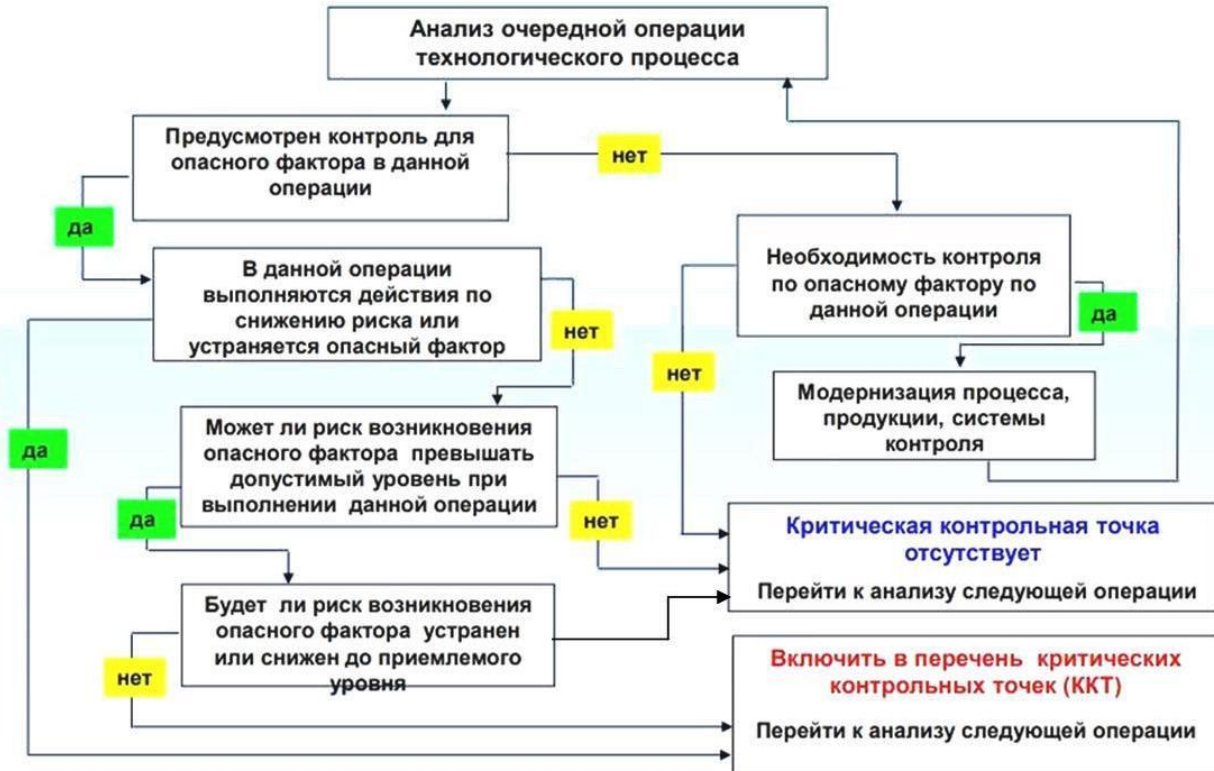 Анализ очередной операции
технологического процесса
Предусмотрен контроль для
опасного фактора в данной
операции
нет
да
В данной операции
выполняются действия по
снижению риска или
устраняется опасный фактор
нет
Необходимость контроля
по опасному фактору по
данной операции
да
нет
Модернизация процесса,
продукции, системы
контроля
да
Может ли риск возникновения
опасного фактора превышать
допустимый уровень при
выполнении данной операции
да
нет
Критическая контрольная точка
отсутствует
Перейти к анализу следующей операции
Будет ли риск возникновения
опасного фактора устранен
или снижен до приемлемого
уровня
нет
Включить в перечень критических
контрольных точек (ККТ)
Перейти к анализу следующей операции